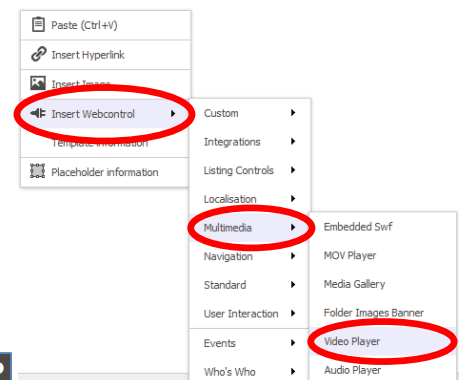 Paste (Ctrl+V)
Insert Hyperlink
Insert Image
Insert Webcontrol
Template information
Placeholder information
Custom
Integrations
Listing Controls
Localisation
Multimedia
Navigation
Standard
User Interaction
Events
Who's Who
Embedded Swf
MOV Player
Media Gallery
Folder Images Banner
Video Player
Audio Player